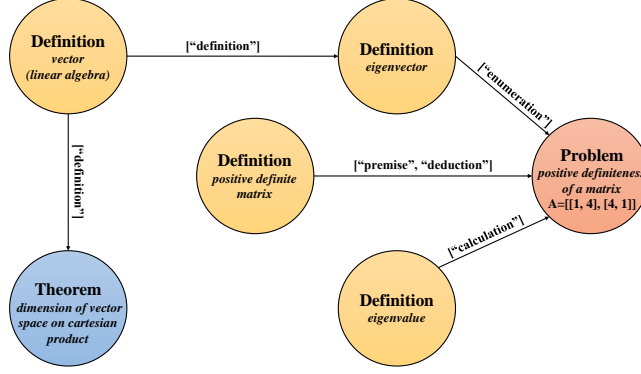 Definition
vector
(linear algebra)
[“definition”]
Definition
eigenvector
[“enumeration”]
[“definition”]
Definition
positive definite
matrix
[“premise”, “deduction”]
Problem
positive definiteness
of a matrix
A=[[1, 4], [4, 1]]
[“calculation”]
Theorem
dimension of vector
space on cartesian
product
Definition
eigenvalue